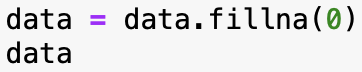 data = data.fillna(0)
data